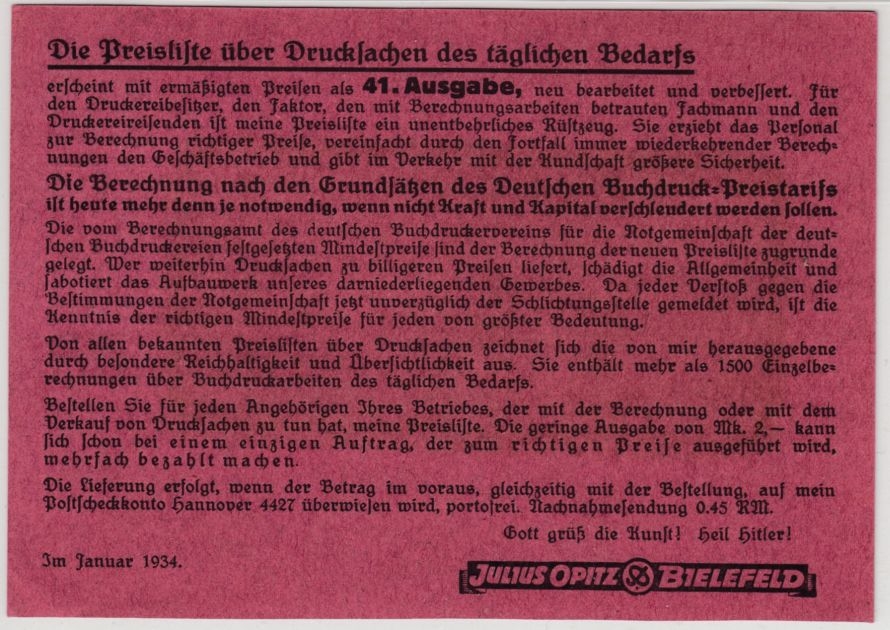 Die Preisliste über Drucksachen des täglichen Bedarfs
erscheint mit ermäßigten Preisen als 41. Ausgabe, neu bearbeitet und verbessert. Für
den Druckereibesitzer, den Faktor, den mit Berechnungsarbeiten betrauten Fachmann und den
Druckereireisenden ist meine Preisliste ein unentbehrliches Rüstzeug. Sie erzieht das Personal
zur Berechnung richtiger Preise, vereinfacht durch den Fortfall immer wiederkehrender Berech-
nungen den Geschäftsbetrieb und gibt im Verkehr mit der Kundschaft größere Sicherheit.
Die Berechnung nach den Grundsätzen des Deutschen Buchdruck-Preistarifs
ist heute mehr denn je notwendig, wenn nicht Kraft und Kapital verschleudert werden sollen.
Die vom Berechnungsamt des deutschen Buchdruckervereins für die Notgemeinschaft der deut-
schen Buchdruckereien festgesetzten Mindestpreise sind der Berechnung der neuen Preisliste zugrunde
gelegt. Wer weiterhin Drucksachen zu billigeren Preisen liefert, schädigt die Allgemeinheit und
sabotiert das Aufbauwerk unseres darniederliegenden Gewerbes. Da jeder Verstoß gegen die
Bestimmungen der Notgemeinschaft jetzt unverzüglich der Schlichtungsstelle gemeldet wird, ist die
Kenntnis der richtigen Mindestpreise für jeden von größter Bedeutung.
Von allen bekannten Preislisten über Drucksachen zeichnet sich die von mir herausgegebene
durch besondere Reichhaltigkeit und Übersichtlichkeit aus. Sie enthält mehr als 1500 Einzelbe-
rechnungen über Buchdruckarbeiten des täglichen Bedarfs.
Bestellen Sie für jeden Angehörigen Ihres Betriebes, der mit der Berechnung oder mit dem
Verkauf von Drucksachen zu tun hat, meine Preisliste. Die geringe Ausgabe von Mk. 2,— kann
sich schon bei einem einzigen Auftrag, der zum richtigen Preise ausgeführt wird,
mehrfach bezahlt machen.
Die Lieferung erfolgt, wenn der Betrag im voraus, gleichzeitig mit der Bestellung, auf mein
Postscheckkonto Hannover 4427 überwiesen wird, portofrei. Nachnahmesendung 0.45 RM.
Gott grüß die Kunst! Heil Hitler!
Im Januar 1934.
JULIUS OPITZ BIELEFELD